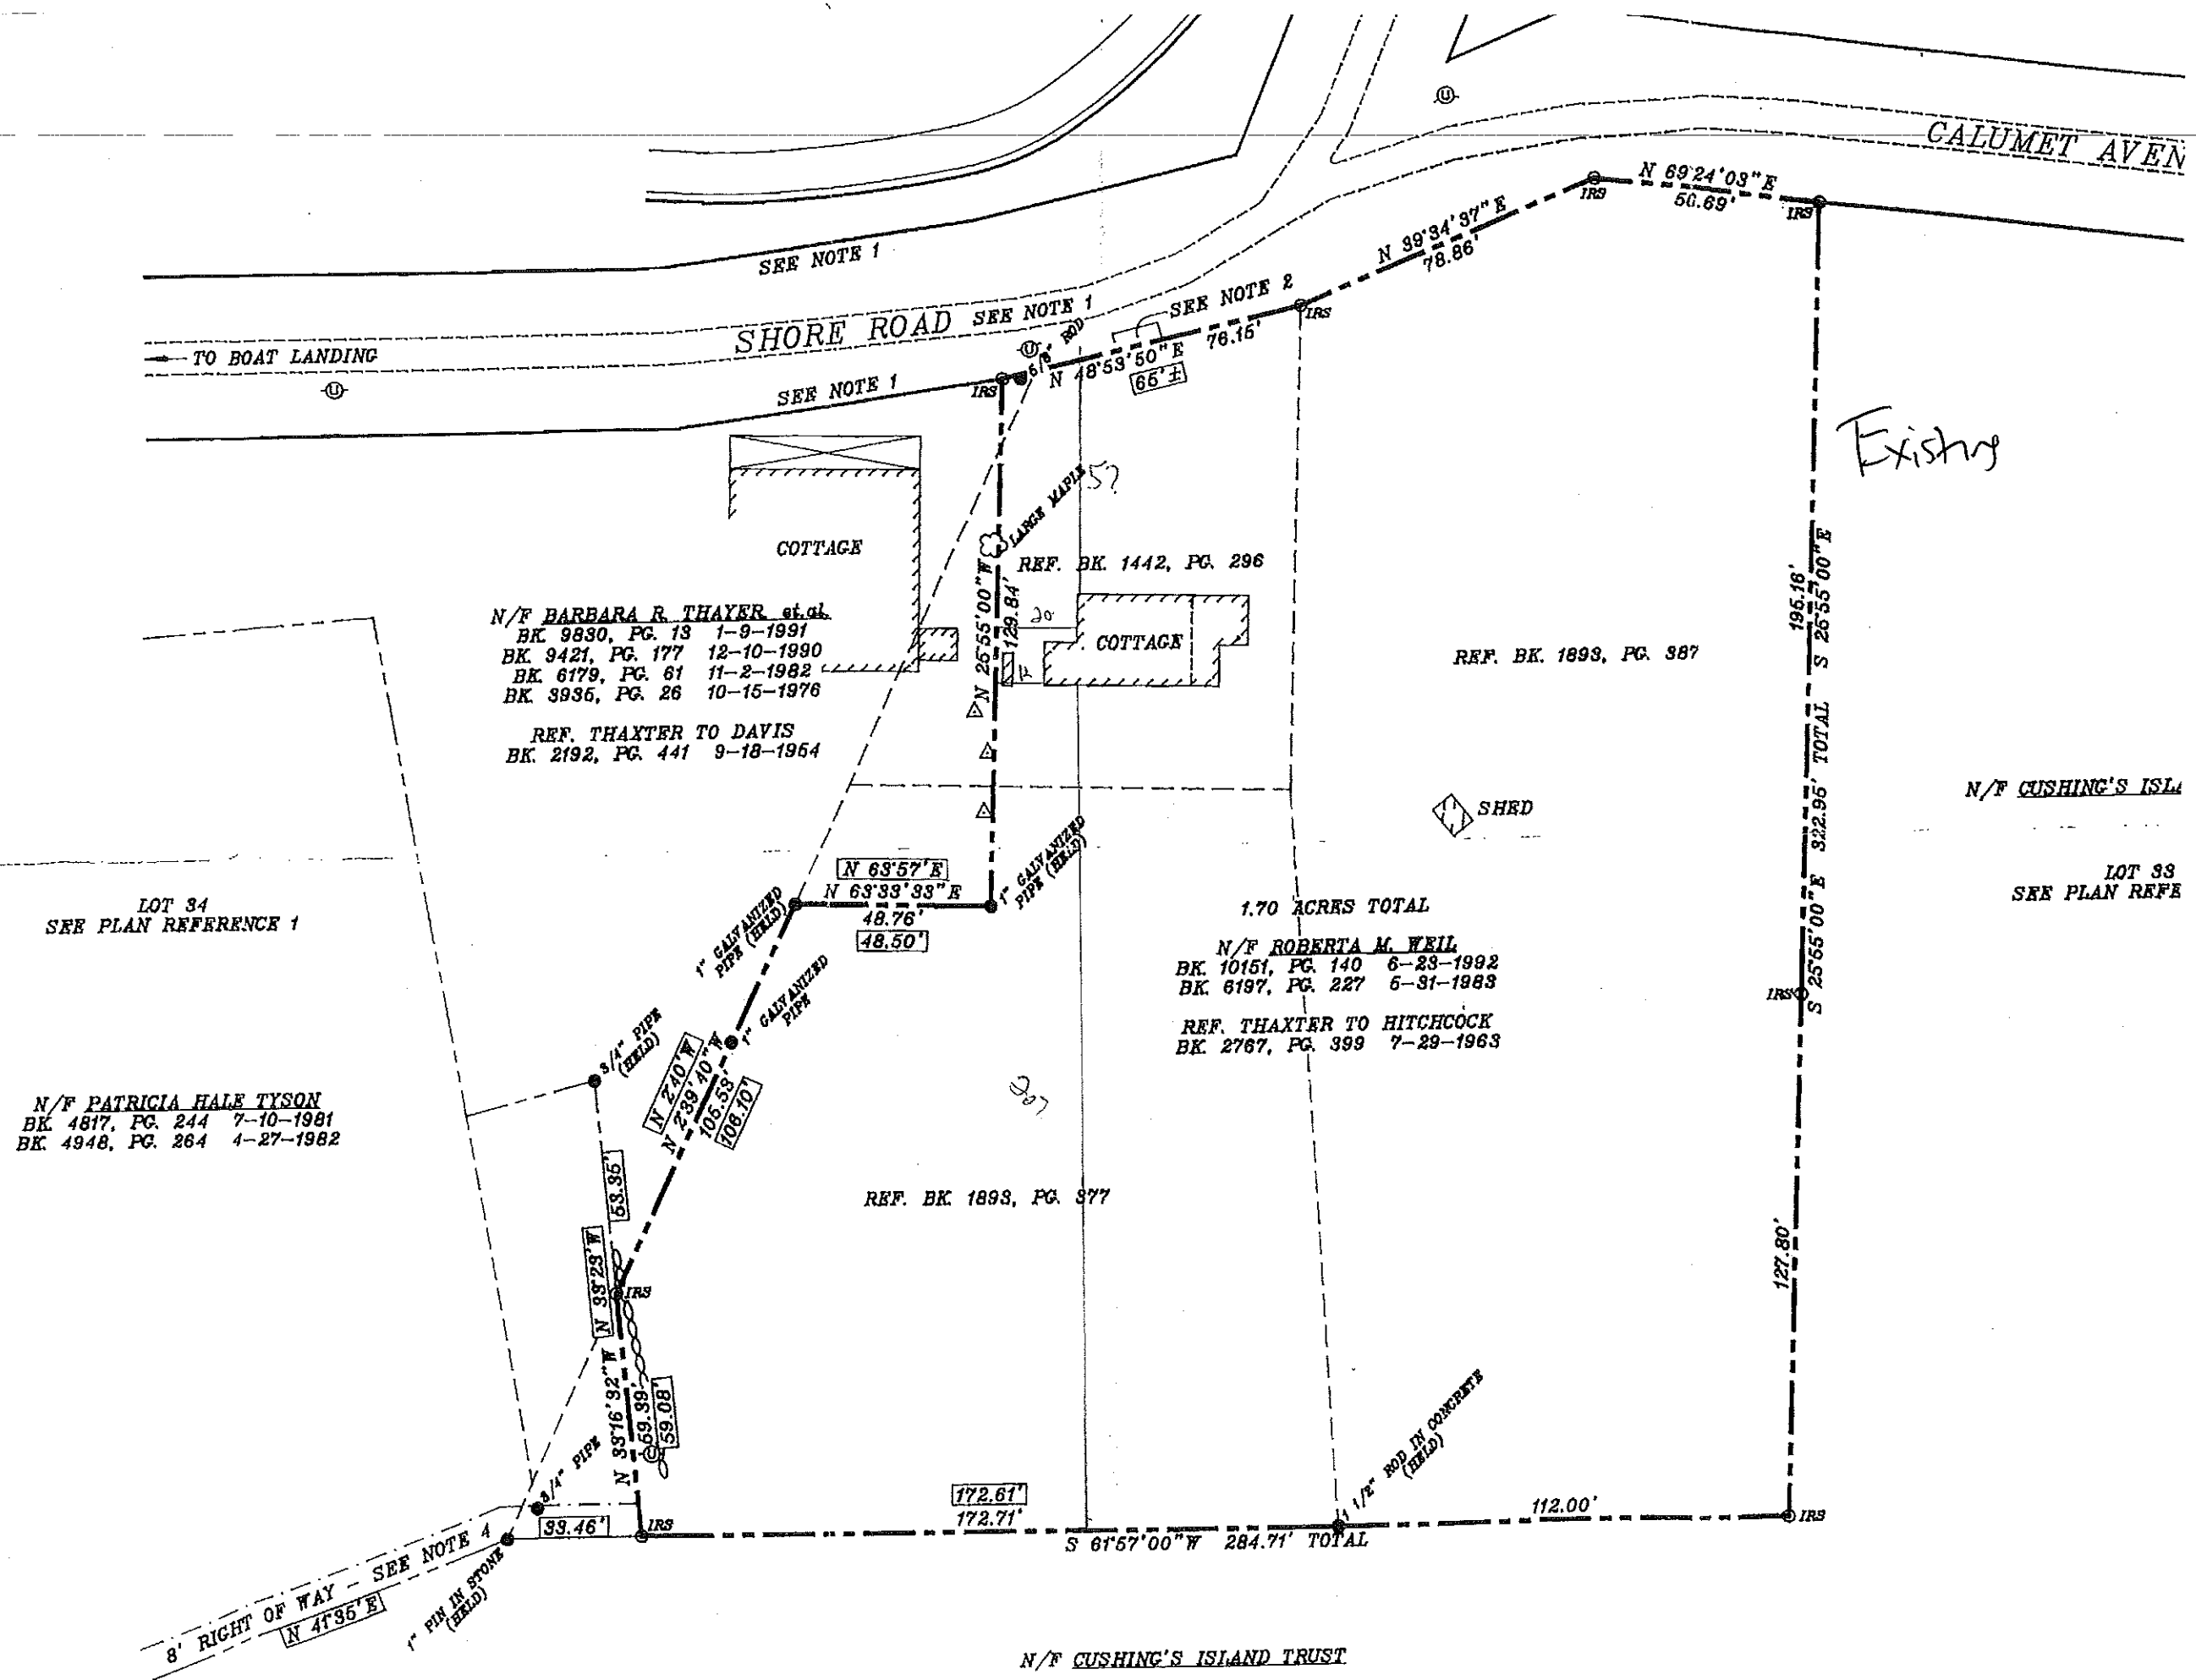 CALUMET AVEN
N 69°24'03"E
50.69'
IRS
IRS
N 39°34'37"E
78.86'
SEE NOTE 1
SEE NOTE 2
SHORE ROAD SEE NOTE 1
TO BOAT LANDING
U
U
U
5/8" ROD
N 48°53'50"E
76.15'
65'±
IRS
IRS
SEE NOTE 1
Existing
LARGE MAPLE
5?
COTTAGE
REF. BK. 1442, PG. 296
N 25°55'00"W
129.84'
20
12
COTTAGE
N/F BARBARA R. THAYER et.al.
BK. 9830, PG. 13 1-9-1991
BK. 9421, PG. 177 12-10-1990
BK. 6179, PG. 61 11-2-1982
BK. 3935, PG. 26 10-15-1976
REF. THAXTER TO DAVIS
BK. 2192, PG. 441 9-18-1954
REF. BK. 1893, PG. 387
195.16'
S 25°55'00"E
S 25°55'00"E 322.95' TOTAL
SHED
N/F CUSHING'S ISLA
LOT 33
SEE PLAN REFE
LOT 34
SEE PLAN REFERENCE 1
N 63°57'E
N 63°33'33"E
48.76'
48.50'
1" GALVANIZED
PIPE (HELD)
1" GALVANIZED
PIPE (HELD)
1" GALVANIZED
PIPE
1.70 ACRES TOTAL
N/F ROBERTA M. WEIL
BK. 10151, PG. 140 6-23-1992
BK. 6197, PG. 227 5-31-1983
REF. THAXTER TO HITCHCOCK
BK. 2767, PG. 399 7-29-1963
IRS
3/4" PIPE
(HELD)
N 2°40'W
N 2°39'40"W
105.53'
106.10'
N/F PATRICIA HALE TYSON
BK. 4817, PG. 244 7-10-1981
BK. 4948, PG. 264 4-27-1982
53.35'
N 33°23'W
REF. BK. 1893, PG. 377
127.80'
IRS
N 33°16'32"W
59.39'
59.08'
U
3/4" PIPE
33.46'
IRS
172.61'
172.71'
1 1/2" ROD IN CONCRETE
(HELD)
112.00'
IRS
S 61°57'00"W 284.71' TOTAL
8' RIGHT OF WAY - SEE NOTE 4
N 41°35'E
1" PIN IN STONE
(HELD)
N/F CUSHING'S ISLAND TRUST